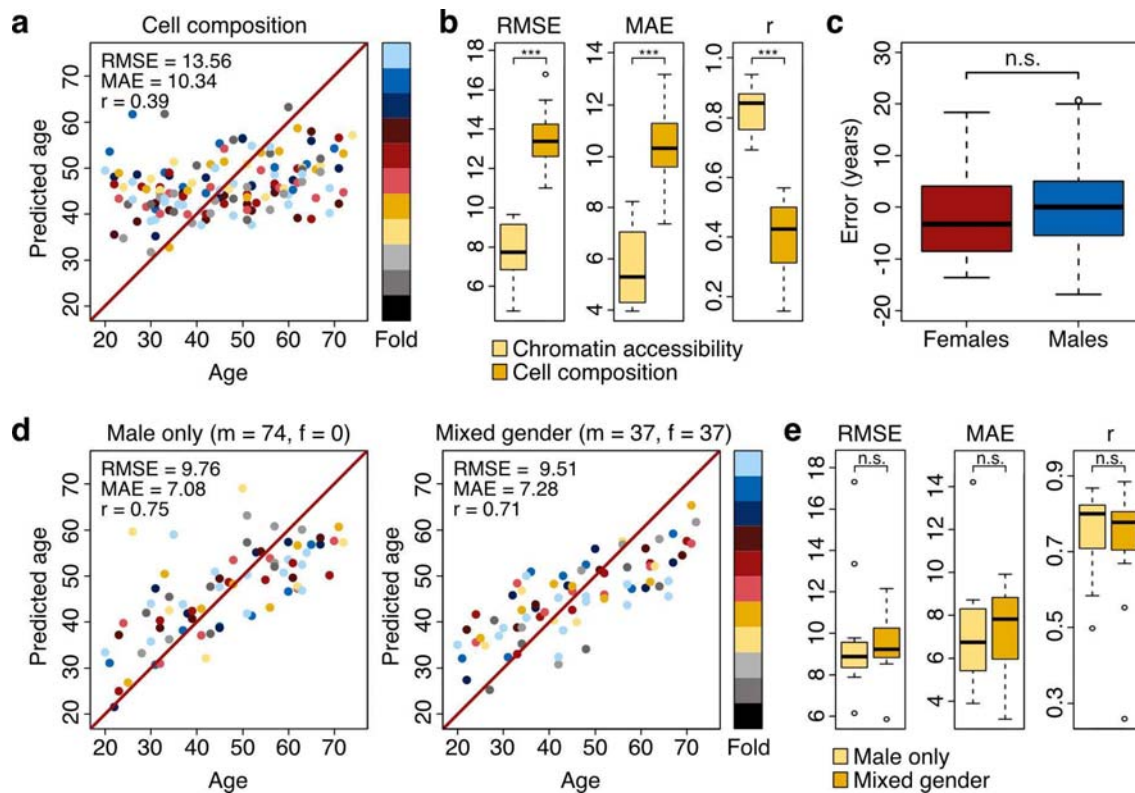 a
Cell composition
RMSE = 13.56
MAE = 10.34
r = 0.39
Predicted age
70
60
50
40
30
20
20 30 40 50 60 70
Age
Fold
b
RMSE MAE r
*** *** ***
18
16
14
12
10
8
6
14
12
10
8
6
4
1.0
0.8
0.6
0.4
0.2
Chromatin accessibility
Cell composition
c
n.s.
Error (years)
30
20
10
0
-10
-20
Females Males
d
Male only (m = 74, f = 0)
RMSE = 9.76
MAE = 7.08
r = 0.75
Predicted age
70
60
50
40
30
20
20 30 40 50 60 70
Age
Mixed gender (m = 37, f = 37)
RMSE = 9.51
MAE = 7.28
r = 0.71
Predicted age
70
60
50
40
30
20
20 30 40 50 60 70
Age
Fold
e
RMSE MAE r
n.s. n.s. n.s.
18
16
14
12
10
8
6
14
12
10
8
6
4
0.9
0.7
0.5
0.3
Male only
Mixed gender